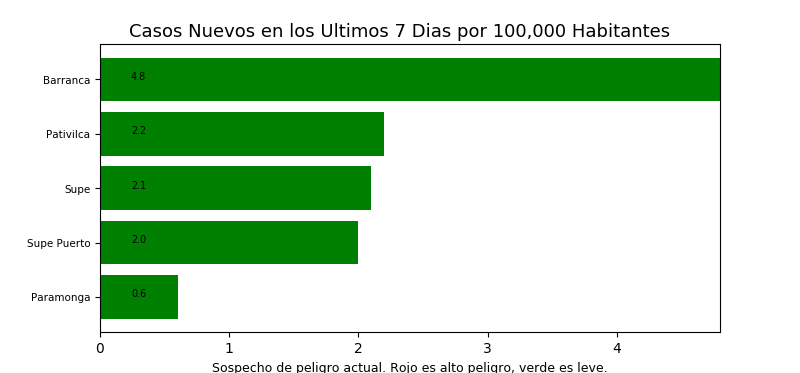 Casos Nuevos en los Ultimos 7 Dias por 100,000 Habitantes
Barranca 4.8
Pativilca 2.2
Supe 2.1
Supe Puerto 2.0
Paramonga 0.6
0 1 2 3 4
Sospecho de peligro actual. Rojo es alto peligro, verde es leve.